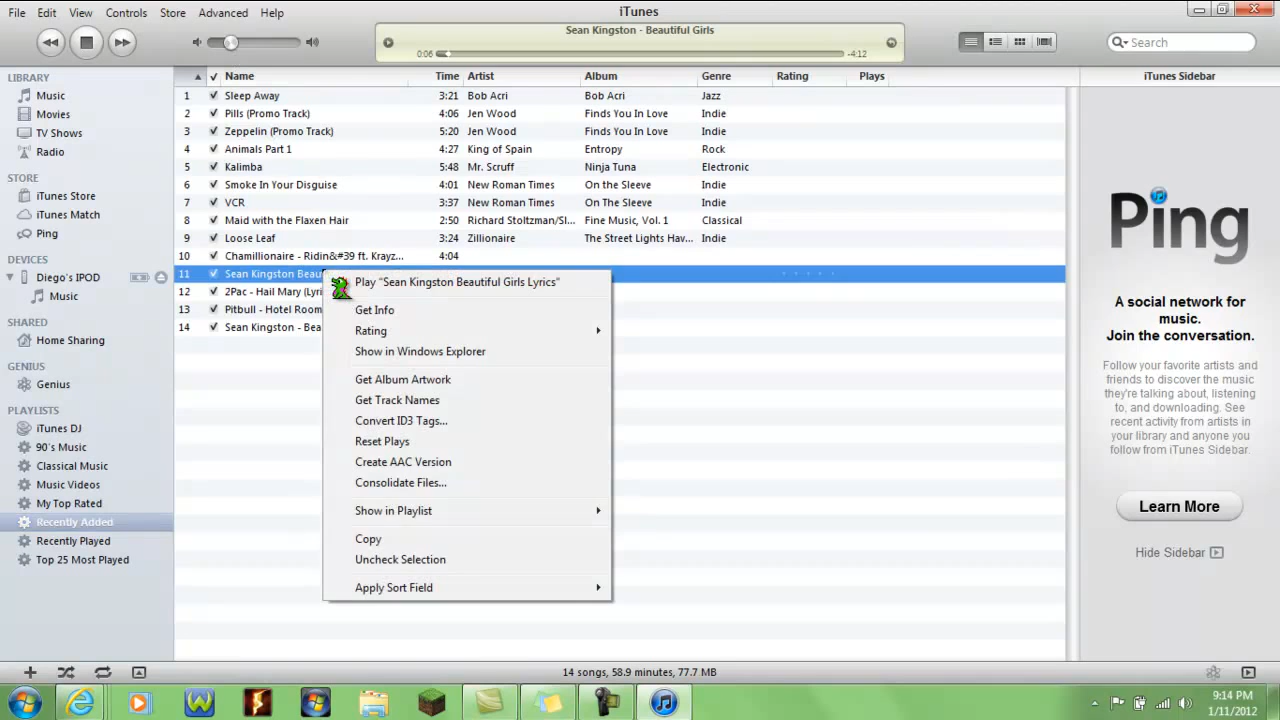 File Edit View Controls Store Advanced Help
iTunes
Sean Kingston - Beautiful Girls
0:06 -4:12
Search
LIBRARY
Music
Movies
TV Shows
Radio
STORE
iTunes Store
iTunes Match
Ping
DEVICES
Diego's IPOD
Music
SHARED
Home Sharing
GENIUS
Genius
PLAYLISTS
iTunes DJ
90's Music
Classical Music
Music Videos
My Top Rated
Recently Added
Recently Played
Top 25 Most Played
Name Time Artist Album Genre Rating Plays
1 Sleep Away 3:21 Bob Acri Bob Acri Jazz
2 Pills (Promo Track) 4:06 Jen Wood Finds You In Love Indie
3 Zeppelin (Promo Track) 5:20 Jen Wood Finds You In Love Indie
4 Animals Part 1 4:27 King of Spain Entropy Rock
5 Kalimba 5:48 Mr. Scruff Ninja Tuna Electronic
6 Smoke In Your Disguise 4:01 New Roman Times On the Sleeve Indie
7 VCR 3:37 New Roman Times On the Sleeve Indie
8 Maid with the Flaxen Hair 2:50 Richard Stoltzman/Sl... Fine Music, Vol. 1 Classical
9 Loose Leaf 3:24 Zillionaire The Street Lights Hav... Indie
10 Chamillionaire - Ridin&#39 ft. Krayz... 4:04
11 Sean Kingston Beau
12 2Pac - Hail Mary (Lyri
13 Pitbull - Hotel Room
14 Sean Kingston - Bea
Play "Sean Kingston Beautiful Girls Lyrics"
Get Info
Rating
Show in Windows Explorer
Get Album Artwork
Get Track Names
Convert ID3 Tags...
Reset Plays
Create AAC Version
Consolidate Files...
Show in Playlist
Copy
Uncheck Selection
Apply Sort Field
iTunes Sidebar
Ping
A social network for
music.
Join the conversation.
Follow your favorite artists and
friends to discover the music
they're talking about, listening
to, and downloading. See
recent activity from artists in
your library and anyone you
follow from iTunes Sidebar.
Learn More
Hide Sidebar
14 songs, 58.9 minutes, 77.7 MB
9:14 PM
1/11/2012